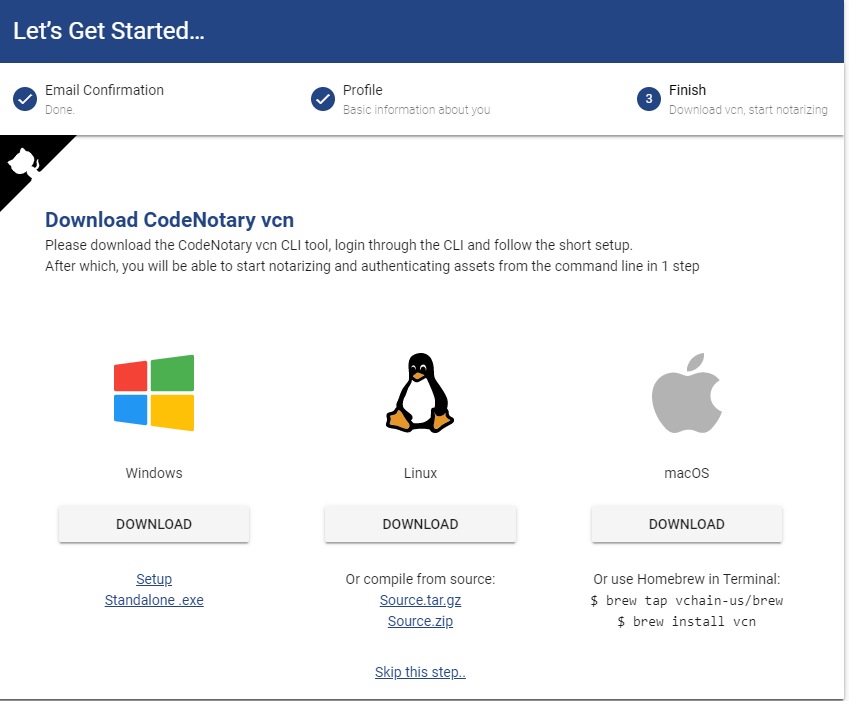 Let's Get Started...
Email Confirmation
Done.
Profile
Basic information about you
3
Finish
Download vcn, start notarizing
Download CodeNotary vcn
Please download the CodeNotary vcn CLI tool, login through the CLI and follow the short setup.
After which, you will be able to start notarizing and authenticating assets from the command line in 1 step
Windows
DOWNLOAD
Setup
Standalone .exe
Linux
DOWNLOAD
Or compile from source:
Source.tar.gz
Source.zip
macOS
DOWNLOAD
Or use Homebrew in Terminal:
$ brew tap vchain-us/brew
$ brew install vcn
Skip this step..